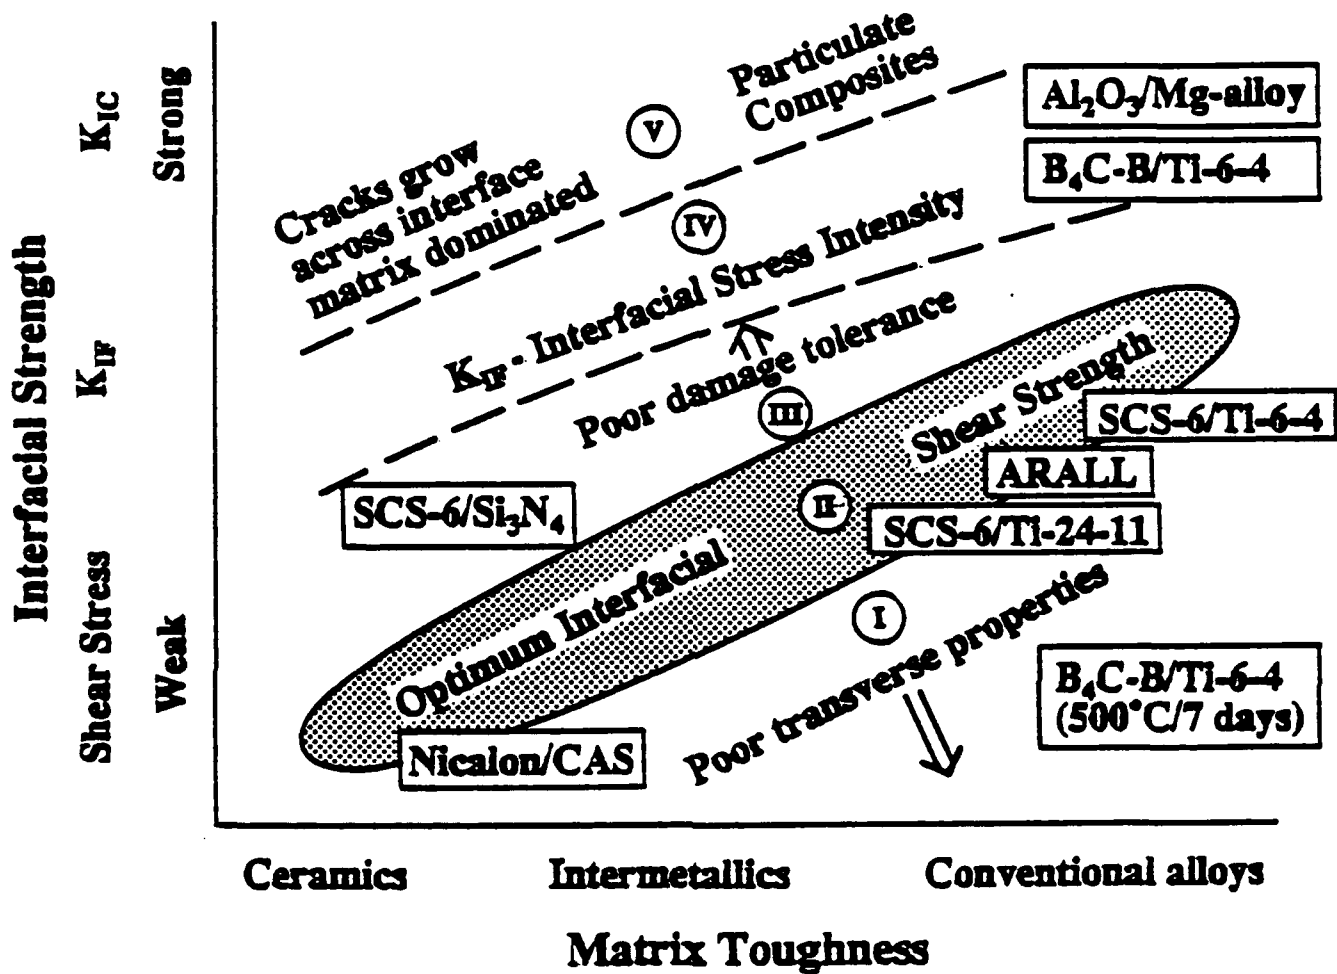 Interfacial Strength
K_IC
Strong
K_IF
Shear Stress
Weak
Particulate
Composites
V
Cracks grow
across interface
matrix dominated
IV
K_IF - Interfacial Stress Intensity
Poor damage tolerance
III
Al₂O₃/Mg-alloy
B₄C-B/Ti-6-4
Shear Strength
SCS-6/Ti-6-4
ARALL
II
SCS-6/Ti-24-11
SCS-6/Si₃N₄
Optimum Interfacial
I
Poor transverse properties
B₄C-B/Ti-6-4
(500°C/7 days)
Nicalon/CAS
Ceramics
Intermetallics
Conventional alloys
Matrix Toughness